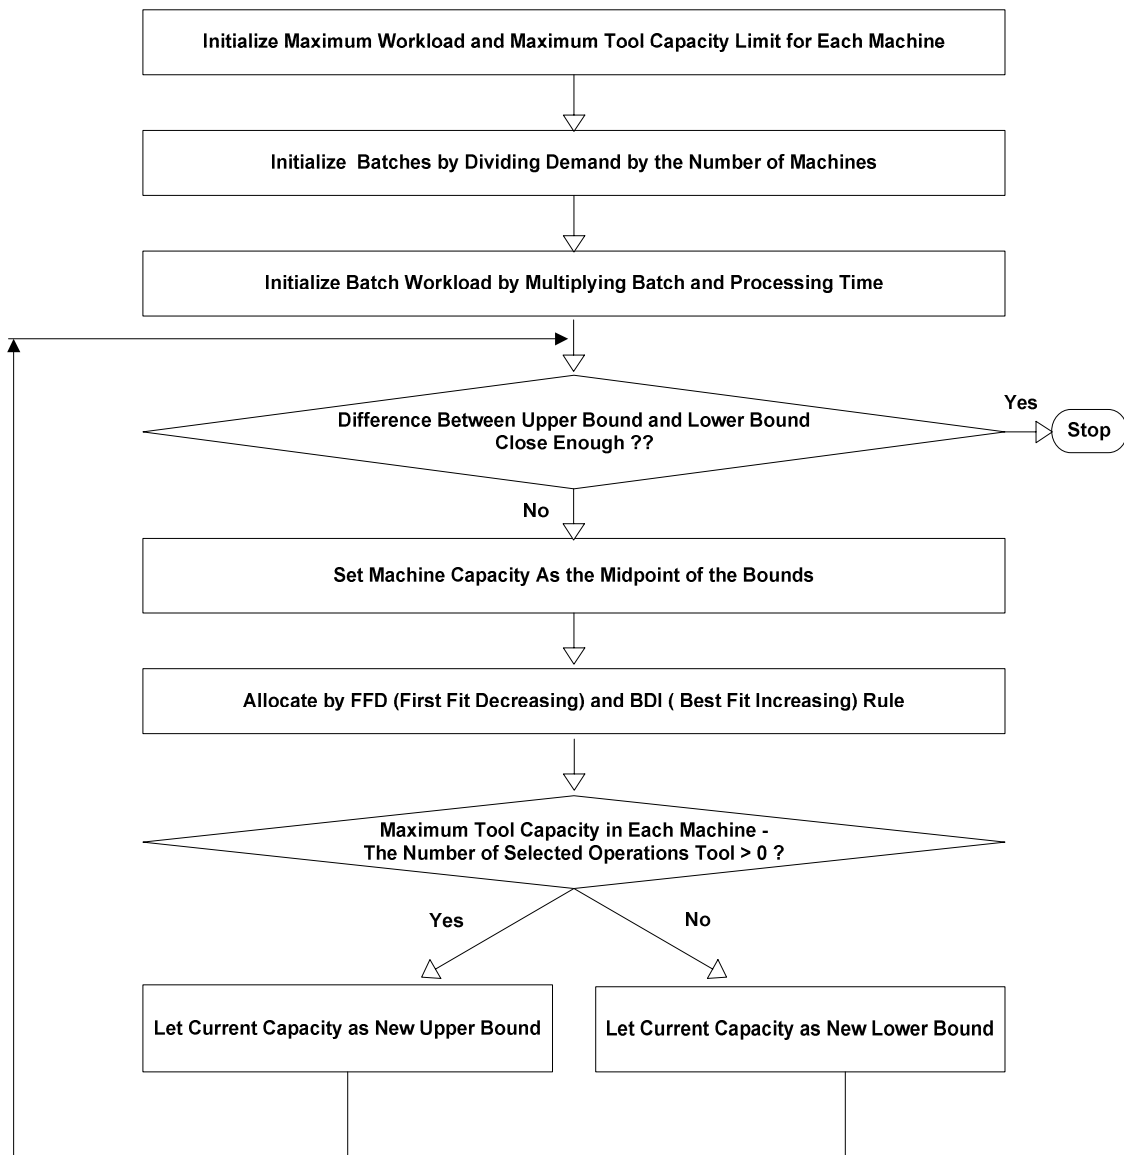 Initialize Maximum Workload and Maximum Tool Capacity Limit for Each Machine
Initialize Batches by Dividing Demand by the Number of Machines
Initialize Batch Workload by Multiplying Batch and Processing Time
Difference Between Upper Bound and Lower Bound
Close Enough ??
Yes
Stop
No
Set Machine Capacity As the Midpoint of the Bounds
Allocate by FFD (First Fit Decreasing) and BDI ( Best Fit Increasing) Rule
Maximum Tool Capacity in Each Machine -
The Number of Selected Operations Tool > 0 ?
Yes
No
Let Current Capacity as New Upper Bound
Let Current Capacity as New Lower Bound